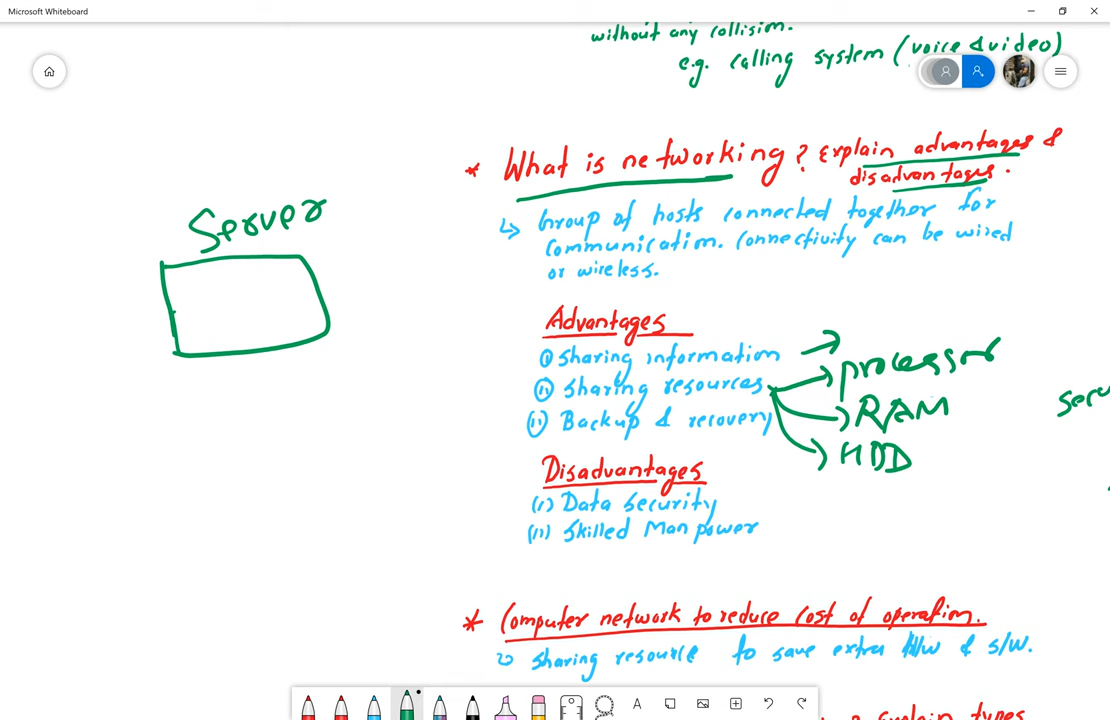 Microsoft Whiteboard
without any collision.
e.g. calling system (voice & video)
* What is networking? Explain advantages &
disadvantages.
Server
↳ Group of hosts connected together for
communication. Connectivity can be wired
or wireless.
Advantages
(i) Sharing information
(ii) Sharing resources → processor
→ RAM
(ii) Backup & recovery
→ HDD
Disadvantages
(i) Data Security
(ii) Skilled Man power
* Computer network to reduce cost of operation.
↳ Sharing resource to save extra H/w & S/W.
explain types